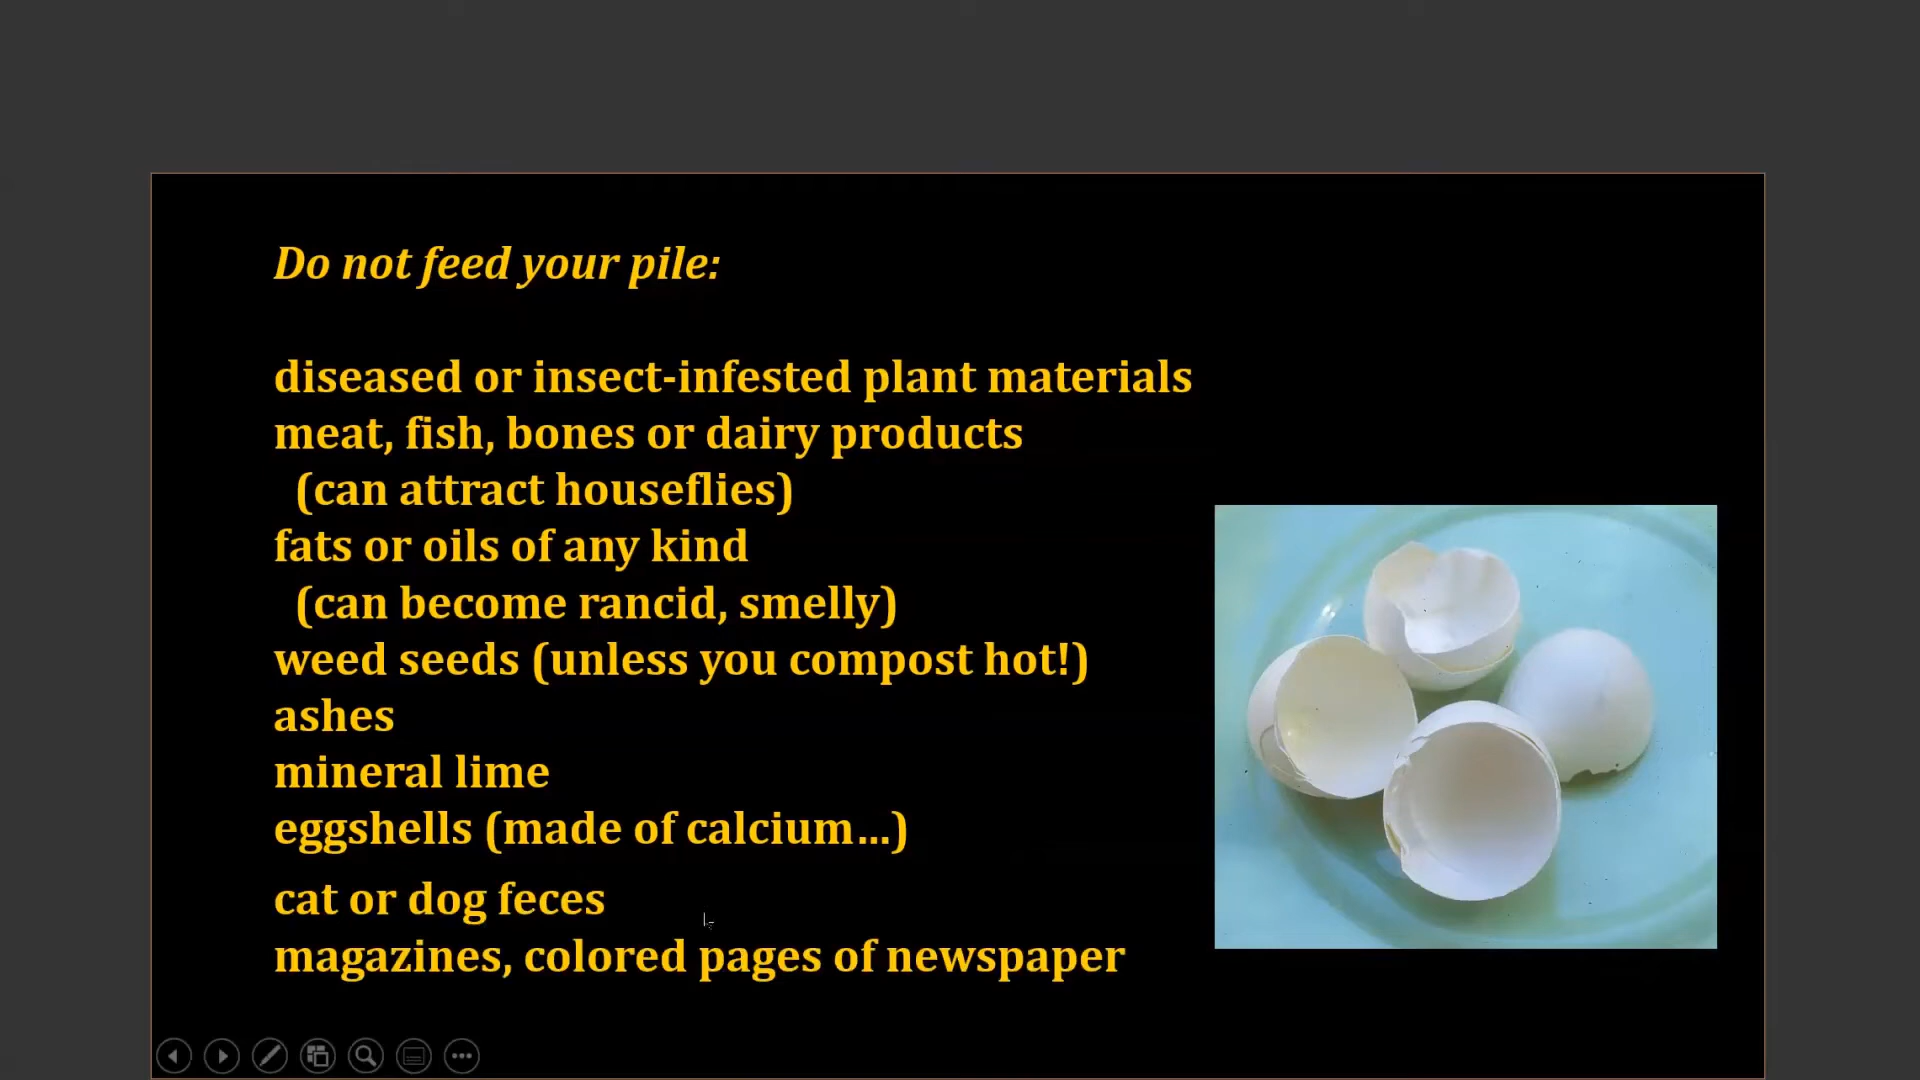 Do not feed your pile:
diseased or insect-infested plant materials
meat, fish, bones or dairy products
(can attract houseflies)
fats or oils of any kind
(can become rancid, smelly)
weed seeds (unless you compost hot!)
ashes
mineral lime
eggshells (made of calcium...)
cat or dog feces
magazines, colored pages of newspaper